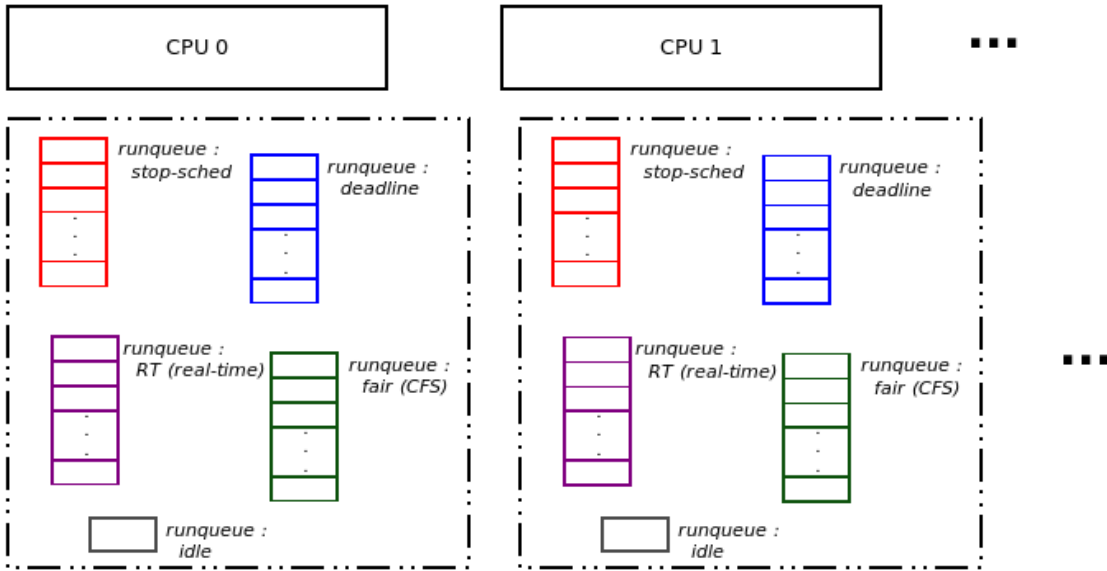 CPU 0
CPU 1
...
runqueue :
stop-sched
runqueue :
deadline
runqueue :
stop-sched
runqueue :
deadline
runqueue :
RT (real-time)
runqueue :
fair (CFS)
runqueue :
RT (real-time)
runqueue :
fair (CFS)
...
runqueue :
idle
runqueue :
idle